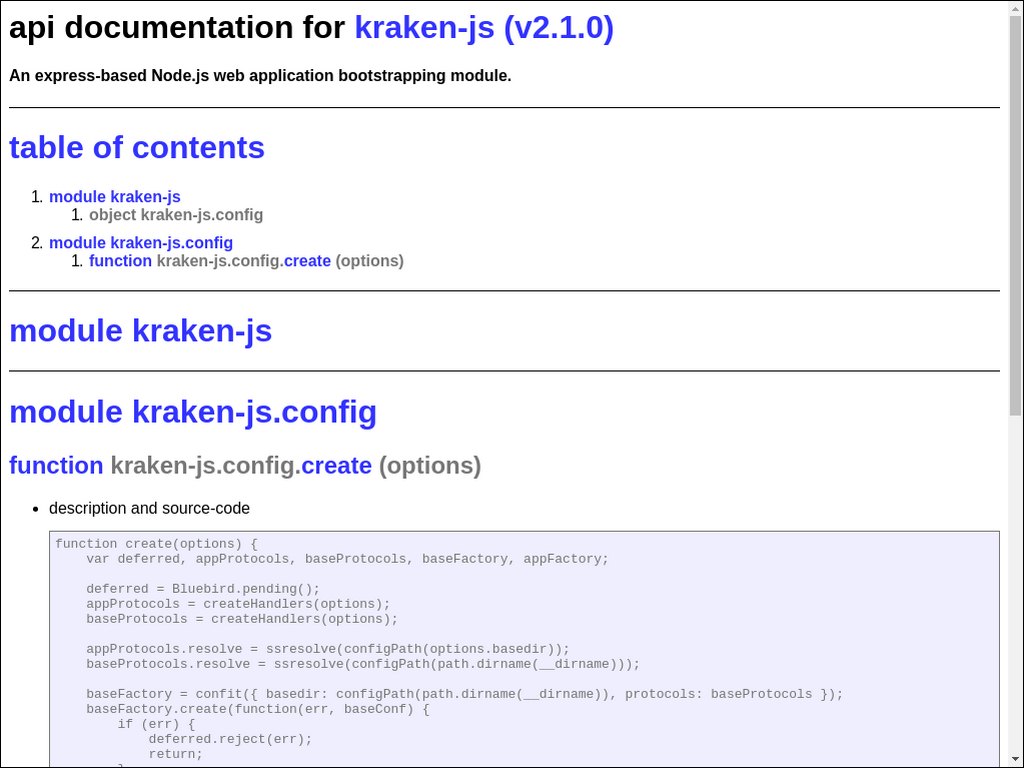 api documentation for kraken-js (v2.1.0)
An express-based Node.js web application bootstrapping module.
table of contents
1. module kraken-js
1. object kraken-js.config
2. module kraken-js.config
1. function kraken-js.config.create (options)
module kraken-js
module kraken-js.config
function kraken-js.config.create (options)
• description and source-code
function create(options) {
    var deferred, appProtocols, baseProtocols, baseFactory, appFactory;

    deferred = Bluebird.pending();
    appProtocols = createHandlers(options);
    baseProtocols = createHandlers(options);

    appProtocols.resolve = ssresolve(configPath(options.basedir));
    baseProtocols.resolve = ssresolve(configPath(path.dirname(__dirname)));

    baseFactory = confit({ basedir: configPath(path.dirname(__dirname)), protocols: baseProtocols });
    baseFactory.create(function(err, baseConf) {
        if (err) {
            deferred.reject(err);
            return;